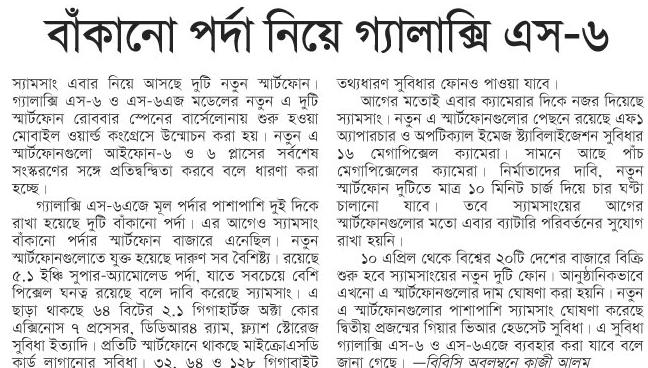 বাঁকানো পর্দা নিয়ে গ্যালাক্সি এস-৬
স্যামসাং এবার নিয়ে আসছে দুটি নতুন স্মার্টফোন।
গ্যালাক্সি এস-৬ ও এস-৬এজ মডেলের নতুন এ দুটি
স্মার্টফোন রোববার স্পেনের বার্সেলোনায় শুরু হওয়া
মোবাইল ওয়ার্ল্ড কংগ্রেসে উন্মোচন করা হয়। নতুন এ
স্মার্টফোনগুলো আইফোন-৬ ও ৬ প্লাসের সর্বশেষ
সংস্করণের সঙ্গে প্রতিদ্বন্দ্বিতা করবে বলে ধারণা করা
হচ্ছে।
গ্যালাক্সি এস-৬এজে মূল পর্দার পাশাপাশি দুই দিকে
রাখা হয়েছে দুটি বাঁকানো পর্দা। এর আগেও স্যামসাং
বাঁকানো পর্দার স্মার্টফোন বাজারে এনেছিল। নতুন
স্মার্টফোনগুলোতে যুক্ত হয়েছে দারুণ সব বৈশিষ্ট্য। রয়েছে
৫.১ ইঞ্চি সুপার-অ্যামোলেড পর্দা, যাতে সবচেয়ে বেশি
পিক্সেল ঘনত্ব রয়েছে বলে দাবি করেছে স্যামসাং। এ
ছাড়া থাকছে ৬৪ বিটের ২.১ গিগাহার্টজ অক্টা কোর
এক্সিনোস ৭ প্রসেসর, ডিডিআর৪ র‍্যাম, ফ্ল্যাশ স্টোরেজ
সুবিধা ইত্যাদি। প্রতিটি স্মার্টফোনে থাকছে মাইক্রোএসডি
কার্ড লাগানোর সুবিধা। ৩২, ৬৪ ও ১২৮ গিগাবাইট
তথ্যধারণ সুবিধার ফোনও পাওয়া যাবে।
আগের মতোই এবার ক্যামেরার দিকে নজর দিয়েছে
স্যামসাং। নতুন এ স্মার্টফোনগুলোর পেছনে রয়েছে এফ১
অ্যাপারচার ও অপটিক্যাল ইমেজ স্ট্যাবিলাইজেশন সুবিধার
১৬ মেগাপিক্সেল ক্যামেরা। সামনে আছে পাঁচ
মেগাপিক্সেলের ক্যামেরা। নির্মাতাদের দাবি, নতুন
স্মার্টফোন দুটিতে মাত্র ১০ মিনিট চার্জ দিয়ে চার ঘণ্টা
চালানো যাবে। তবে স্যামসাংয়ের আগের
স্মার্টফোনগুলোর মতো এবার ব্যাটারি পরিবর্তনের সুযোগ
রাখা হয়নি।
১০ এপ্রিল থেকে বিশ্বের ২০টি দেশের বাজারে বিক্রি
শুরু হবে স্যামসাংয়ের নতুন দুটি ফোন। আনুষ্ঠানিকভাবে
এখনো এ স্মার্টফোনগুলোর দাম ঘোষণা করা হয়নি। নতুন
এ স্মার্টফোনগুলোর পাশাপাশি স্যামসাং ঘোষণা করেছে
দ্বিতীয় প্রজন্মের গিয়ার ভিআর হেডসেট সুবিধা। এ সুবিধা
গ্যালাক্সি এস-৬ ও এস-৬এজে ব্যবহার করা যাবে বলে
জানা গেছে। —বিবিসি অবলম্বনে কাজী আলম